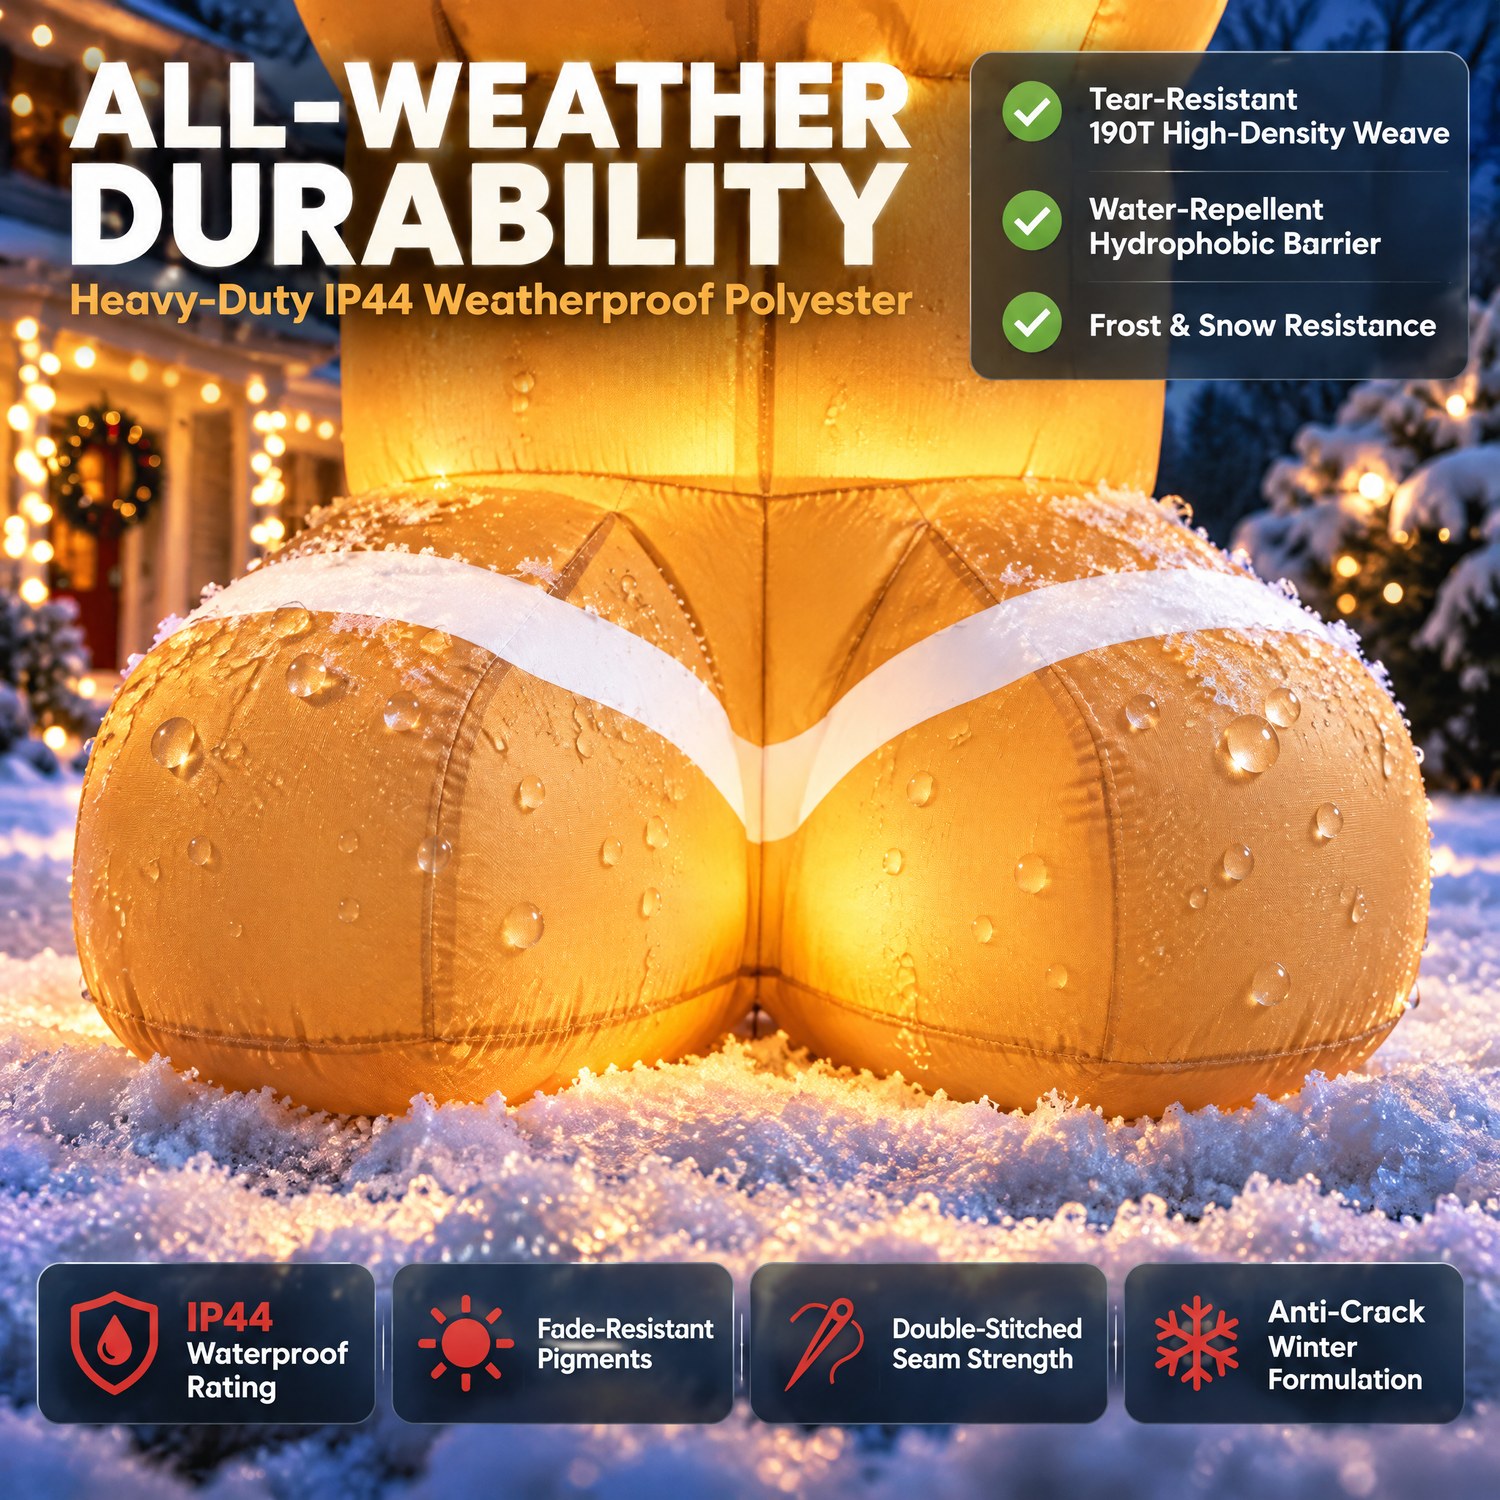 ALL-WEATHER
DURABILITY
Heavy-Duty IP44 Weatherproof Polyester
Tear-Resistant
190T High-Density Weave
Water-Repellent
Hydrophobic Barrier
Frost & Snow Resistance
IP44
Waterproof
Rating
Fade-Resistant
Pigments
Double-Stitched
Seam Strength
Anti-Crack
Winter
Formulation